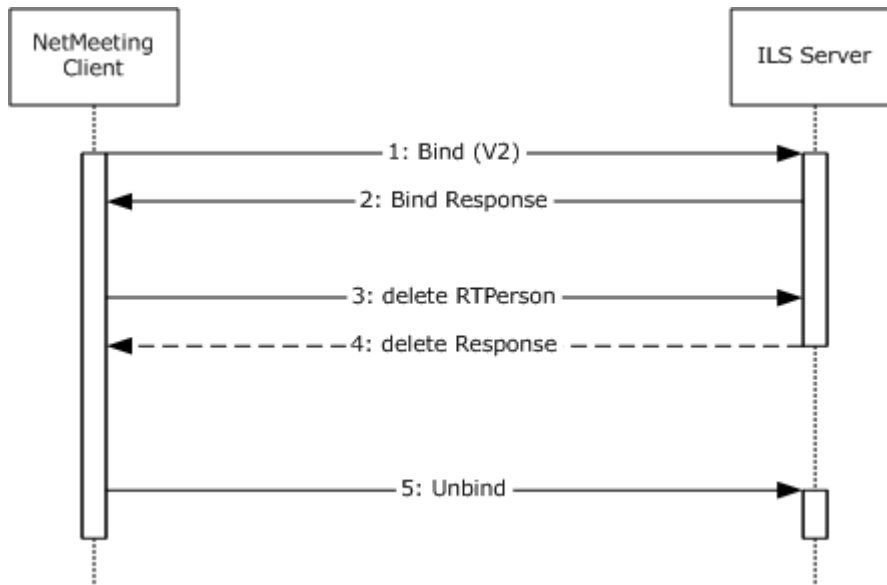 NetMeeting
Client
ILS Server
1: Bind (V2)
2: Bind Response
3: delete RTPerson
4: delete Response
5: Unbind